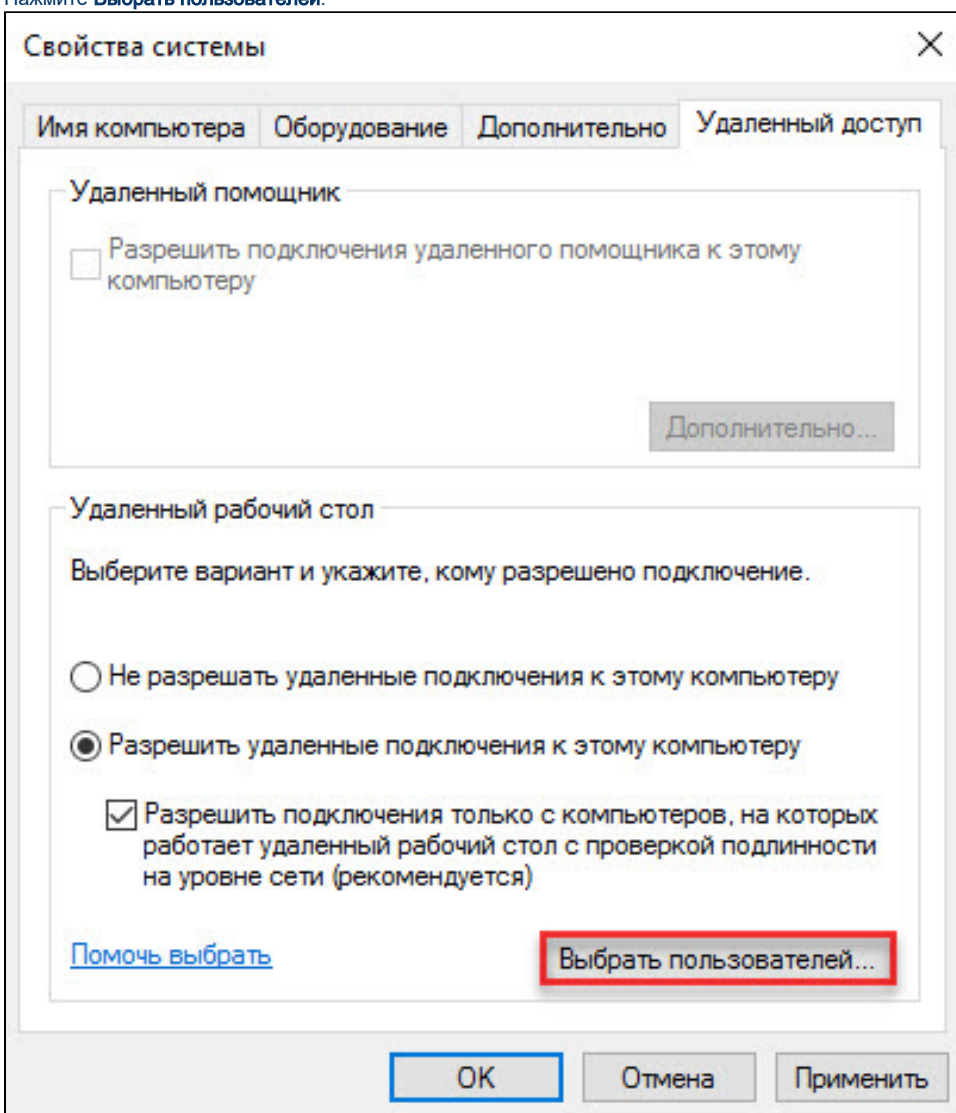 Нажмите Выбрать пользователей.
Свойства системы
Имя компьютера Оборудование Дополнительно Удаленный доступ
Удаленный помощник
Разрешить подключения удаленного помощника к этому
компьютеру
Дополнительно...
Удаленный рабочий стол
Выберите вариант и укажите, кому разрешено подключение.
Не разрешать удаленные подключения к этому компьютеру
Разрешить удаленные подключения к этому компьютеру
Разрешить подключения только с компьютеров, на которых
работает удаленный рабочий стол с проверкой подлинности
на уровне сети (рекомендуется)
Помочь выбрать Выбрать пользователей...
ОК Отмена Применить